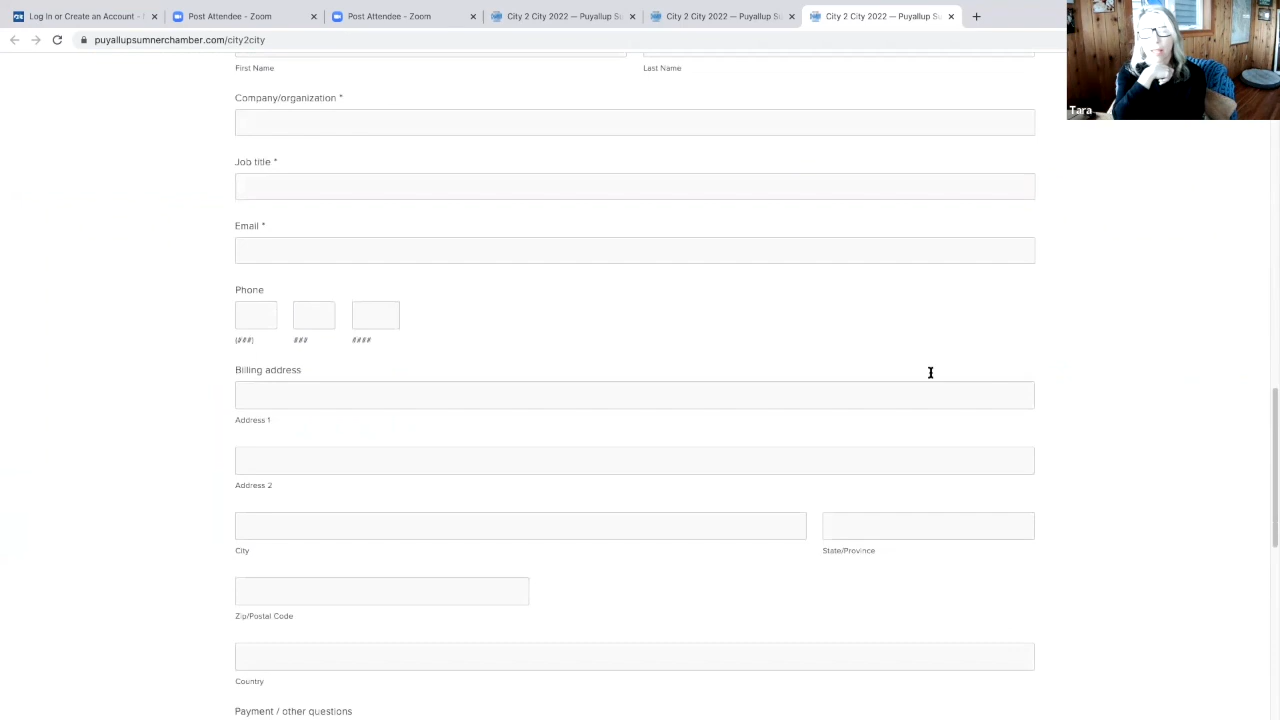 Log In or Create an Account - /
Post Attendee - Zoom
Post Attendee - Zoom
City 2 City 2022 — Puyallup Su
City 2 City 2022 — Puyallup Su
City 2 City 2022 — Puyallup Su
puyallupsumnerchamber.com/city2city
Tara
First Name Last Name
Company/organization *
Job title *
Email *
Phone
(###) ### ####
Billing address
Address 1
Address 2
City State/Province
Zip/Postal Code
Country
Payment / other questions